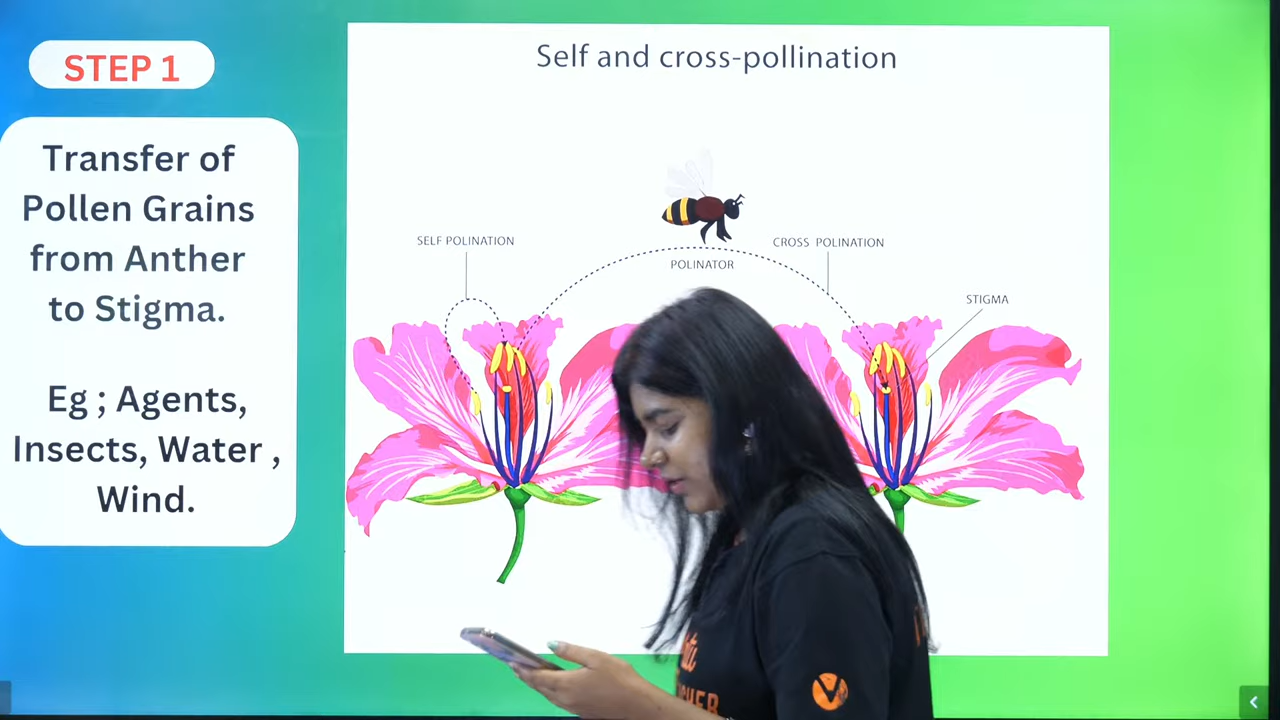 STEP 1
Transfer of
Pollen Grains
from Anther
to Stigma.
Eg ; Agents,
Insects, Water ,
Wind.
Self and cross-pollination
SELF POLINATION
CROSS POLINATION
POLINATOR
STIGMA